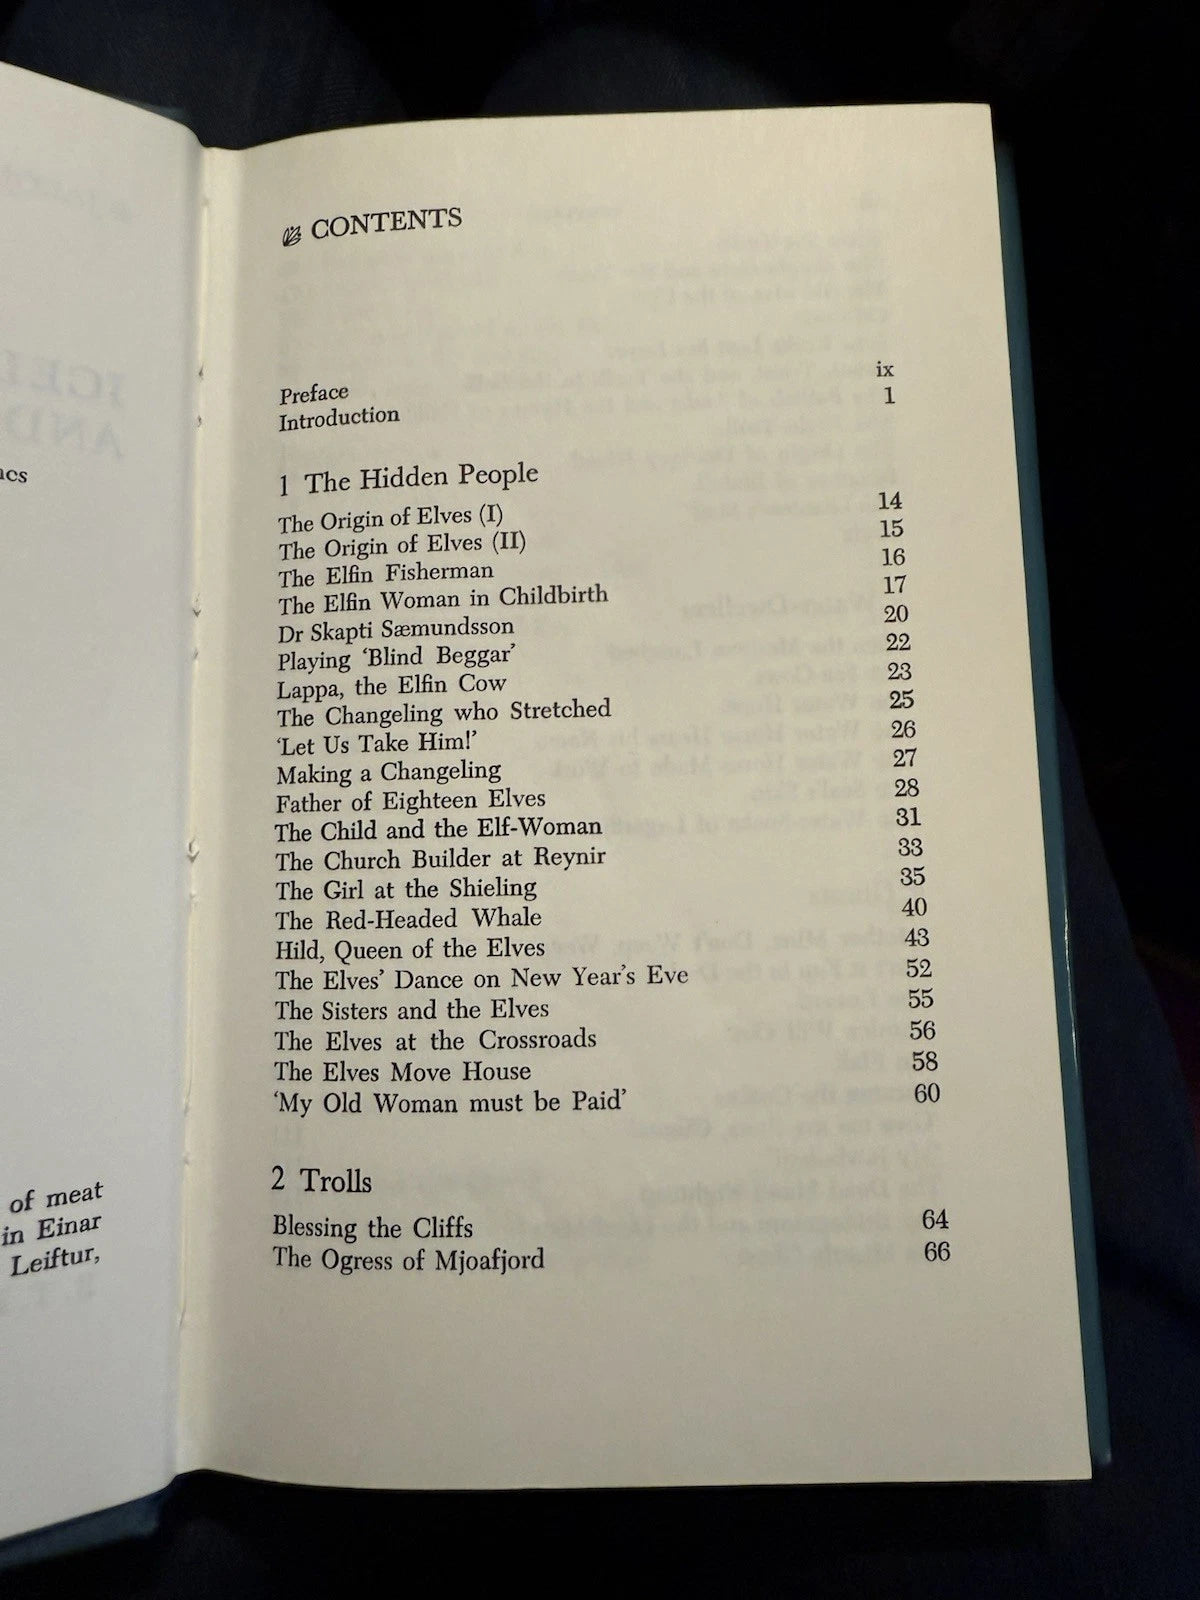 acs
of meat
in Einar
Leiftur,
CONTENTS
Preface ix
Introduction 1
1 The Hidden People
The Origin of Elves (I) 14
The Origin of Elves (II) 15
The Elfin Fisherman 16
The Elfin Woman in Childbirth 17
Dr Skapti Sæmundsson 20
Playing ‘Blind Beggar’ 22
Lappa, the Elfin Cow 23
The Changeling who Stretched 25
‘Let Us Take Him!’ 26
Making a Changeling 27
Father of Eighteen Elves 28
The Child and the Elf-Woman 31
The Church Builder at Reynir 33
The Girl at the Shieling 35
The Red-Headed Whale 40
Hild, Queen of the Elves 43
The Elves’ Dance on New Year’s Eve 52
The Sisters and the Elves 55
The Elves at the Crossroads 56
The Elves Move House 58
‘My Old Woman must be Paid’ 60
2 Trolls
Blessing the Cliffs 64
The Ogress of Mjoafjord 66